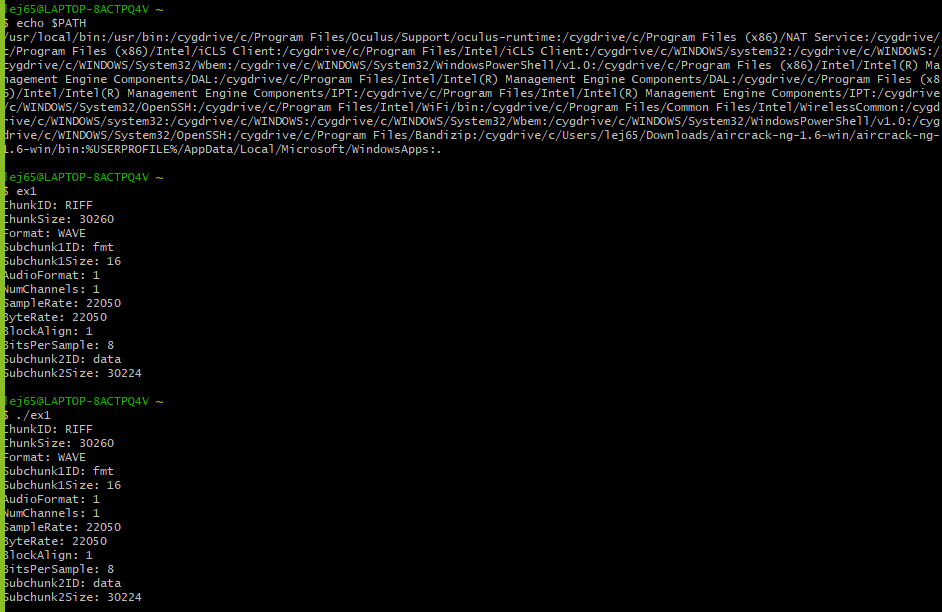 lej65@LAPTOP-8ACTPQ4V ~
$ echo $PATH
/usr/local/bin:/usr/bin:/cygdrive/c/Program Files/Oculus/Support/oculus-runtime:/cygdrive/c/Program Files (x86)/NAT Service:/cygdrive/
c/Program Files (x86)/Intel/iCLS Client:/cygdrive/c/Program Files/Intel/iCLS Client:/cygdrive/c/WINDOWS/system32:/cygdrive/c/WINDOWS:/
cygdrive/c/WINDOWS/System32/Wbem:/cygdrive/c/WINDOWS/System32/WindowsPowerShell/v1.0:/cygdrive/c/Program Files (x86)/Intel/Intel(R) Ma
nagement Engine Components/DAL:/cygdrive/c/Program Files/Intel/Intel(R) Management Engine Components/DAL:/cygdrive/c/Program Files (x8
6)/Intel/Intel(R) Management Engine Components/IPT:/cygdrive/c/Program Files/Intel/Intel(R) Management Engine Components/IPT:/cygdrive
/c/WINDOWS/System32/OpenSSH:/cygdrive/c/Program Files/Intel/WiFi/bin:/cygdrive/c/Program Files/Common Files/Intel/WirelessCommon:/cygd
rive/c/WINDOWS/system32:/cygdrive/c/WINDOWS:/cygdrive/c/WINDOWS/System32/Wbem:/cygdrive/c/WINDOWS/System32/WindowsPowerShell/v1.0:/cyg
drive/c/WINDOWS/System32/OpenSSH:/cygdrive/c/Program Files/Bandizip:/cygdrive/c/Users/lej65/Downloads/aircrack-ng-1.6-win/aircrack-ng-
1.6-win/bin:%USERPROFILE%/AppData/Local/Microsoft/WindowsApps:.
lej65@LAPTOP-8ACTPQ4V ~
$ ex1
ChunkID: RIFF
ChunkSize: 30260
Format: WAVE
Subchunk1ID: fmt
Subchunk1Size: 16
AudioFormat: 1
NumChannels: 1
SampleRate: 22050
ByteRate: 22050
BlockAlign: 1
BitsPerSample: 8
Subchunk2ID: data
Subchunk2Size: 30224
lej65@LAPTOP-8ACTPQ4V ~
$ ./ex1
ChunkID: RIFF
ChunkSize: 30260
Format: WAVE
Subchunk1ID: fmt
Subchunk1Size: 16
AudioFormat: 1
NumChannels: 1
SampleRate: 22050
ByteRate: 22050
BlockAlign: 1
BitsPerSample: 8
Subchunk2ID: data
Subchunk2Size: 30224